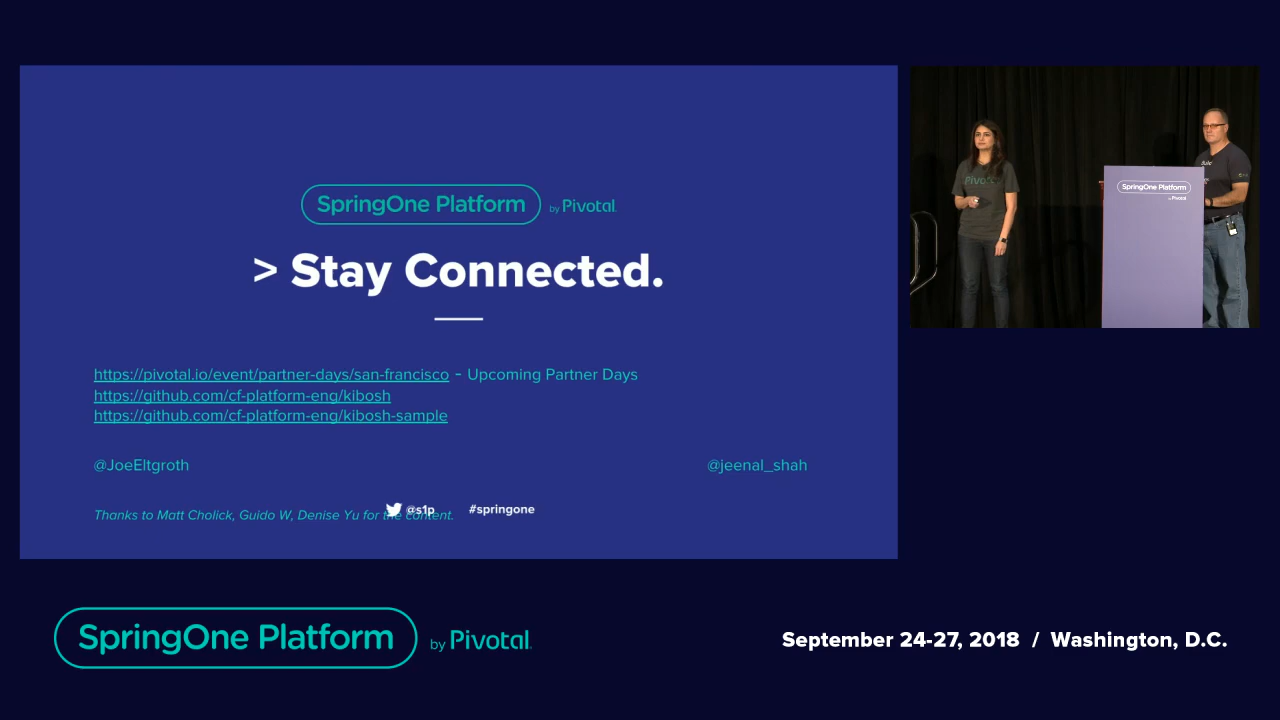 SpringOne Platform by Pivotal.
> Stay Connected.
https://pivotal.io/event/partner-days/san-francisco - Upcoming Partner Days
https://github.com/cf-platform-eng/kibosh
https://github.com/cf-platform-eng/kibosh-sample
@JoeEltgroth @jeenal_shah
@s1p #springone
Thanks to Matt Cholick, Guido W, Denise Yu for the content.
SpringOne Platform
by Pivotal
SpringOne Platform by Pivotal.
September 24-27, 2018 / Washington, D.C.